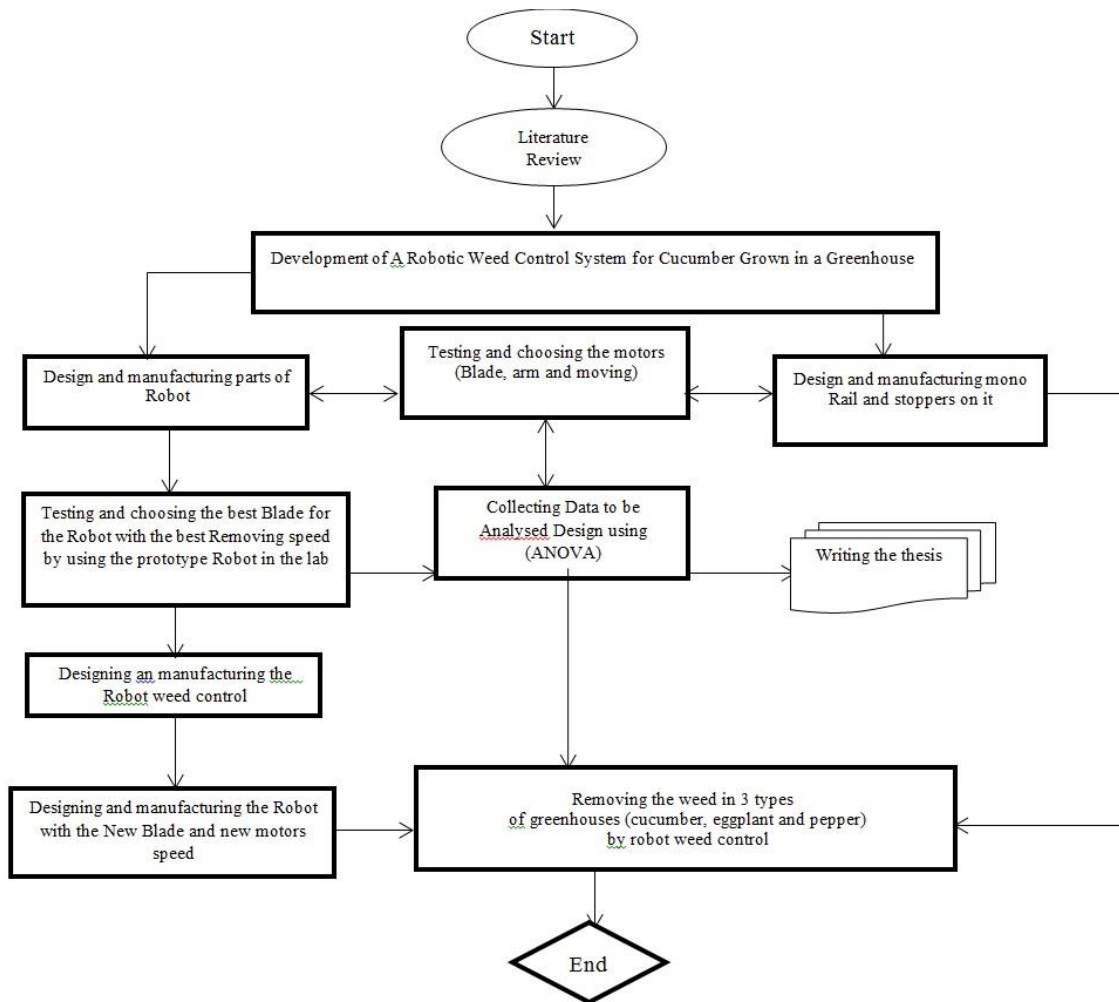 Start
Literature
Review
Development of A Robotic Weed Control System for Cucumber Grown in a Greenhouse
Testing and choosing the motors
(Blade, arm and moving)
Design and manufacturing parts of
Robot
Design and manufacturing mono
Rail and stoppers on it
Testing and choosing the best Blade for
the Robot with the best Removing speed
by using the prototype Robot in the lab
Collecting Data to be
Analysed Design using
(ANOVA)
Writing the thesis
Designing an manufacturing the
Robot weed control
Designing and manufacturing the Robot
with the New Blade and new motors
speed
Removing the weed in 3 types
of greenhouses (cucumber, eggplant and pepper)
by robot weed control
End